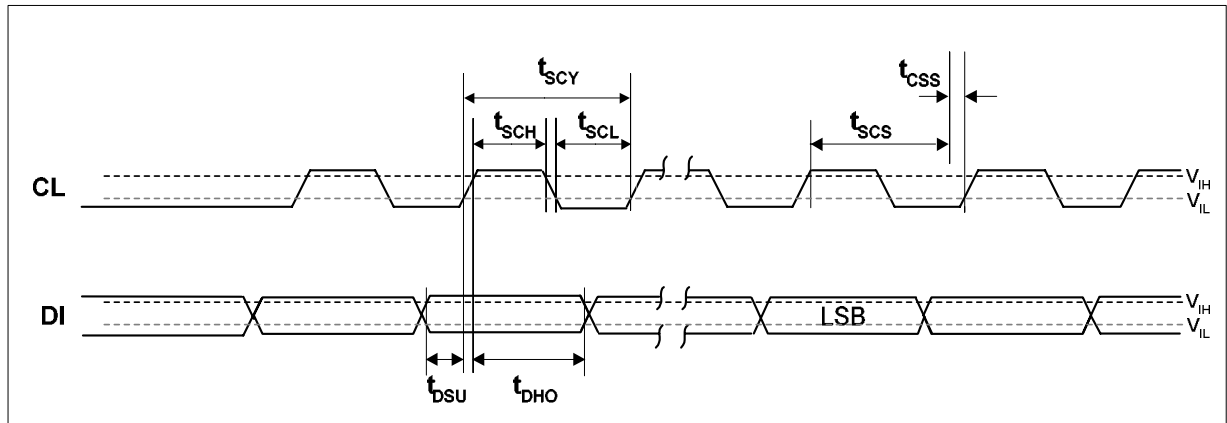 tSCY
tCSS
tSCH
tSCL
tSCS
CL
VIH
VIL
DI
LSB
VIH
VIL
tDSU
tDHO